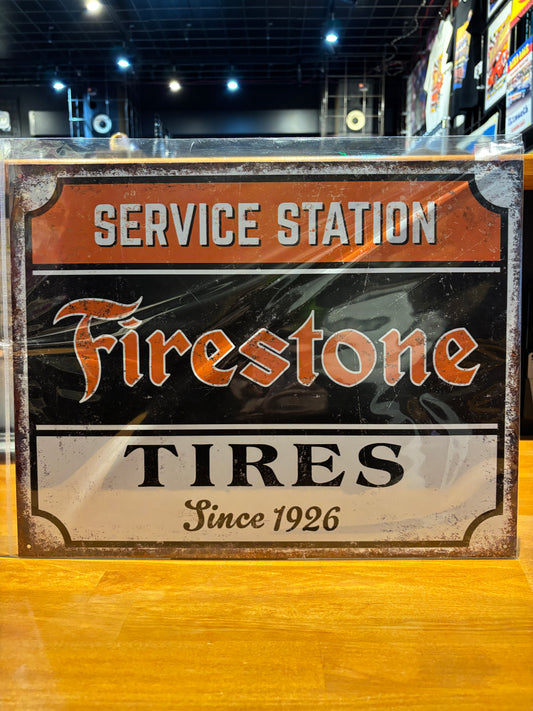 SERVICE STATION
Firestone
TIRES
Since 1926